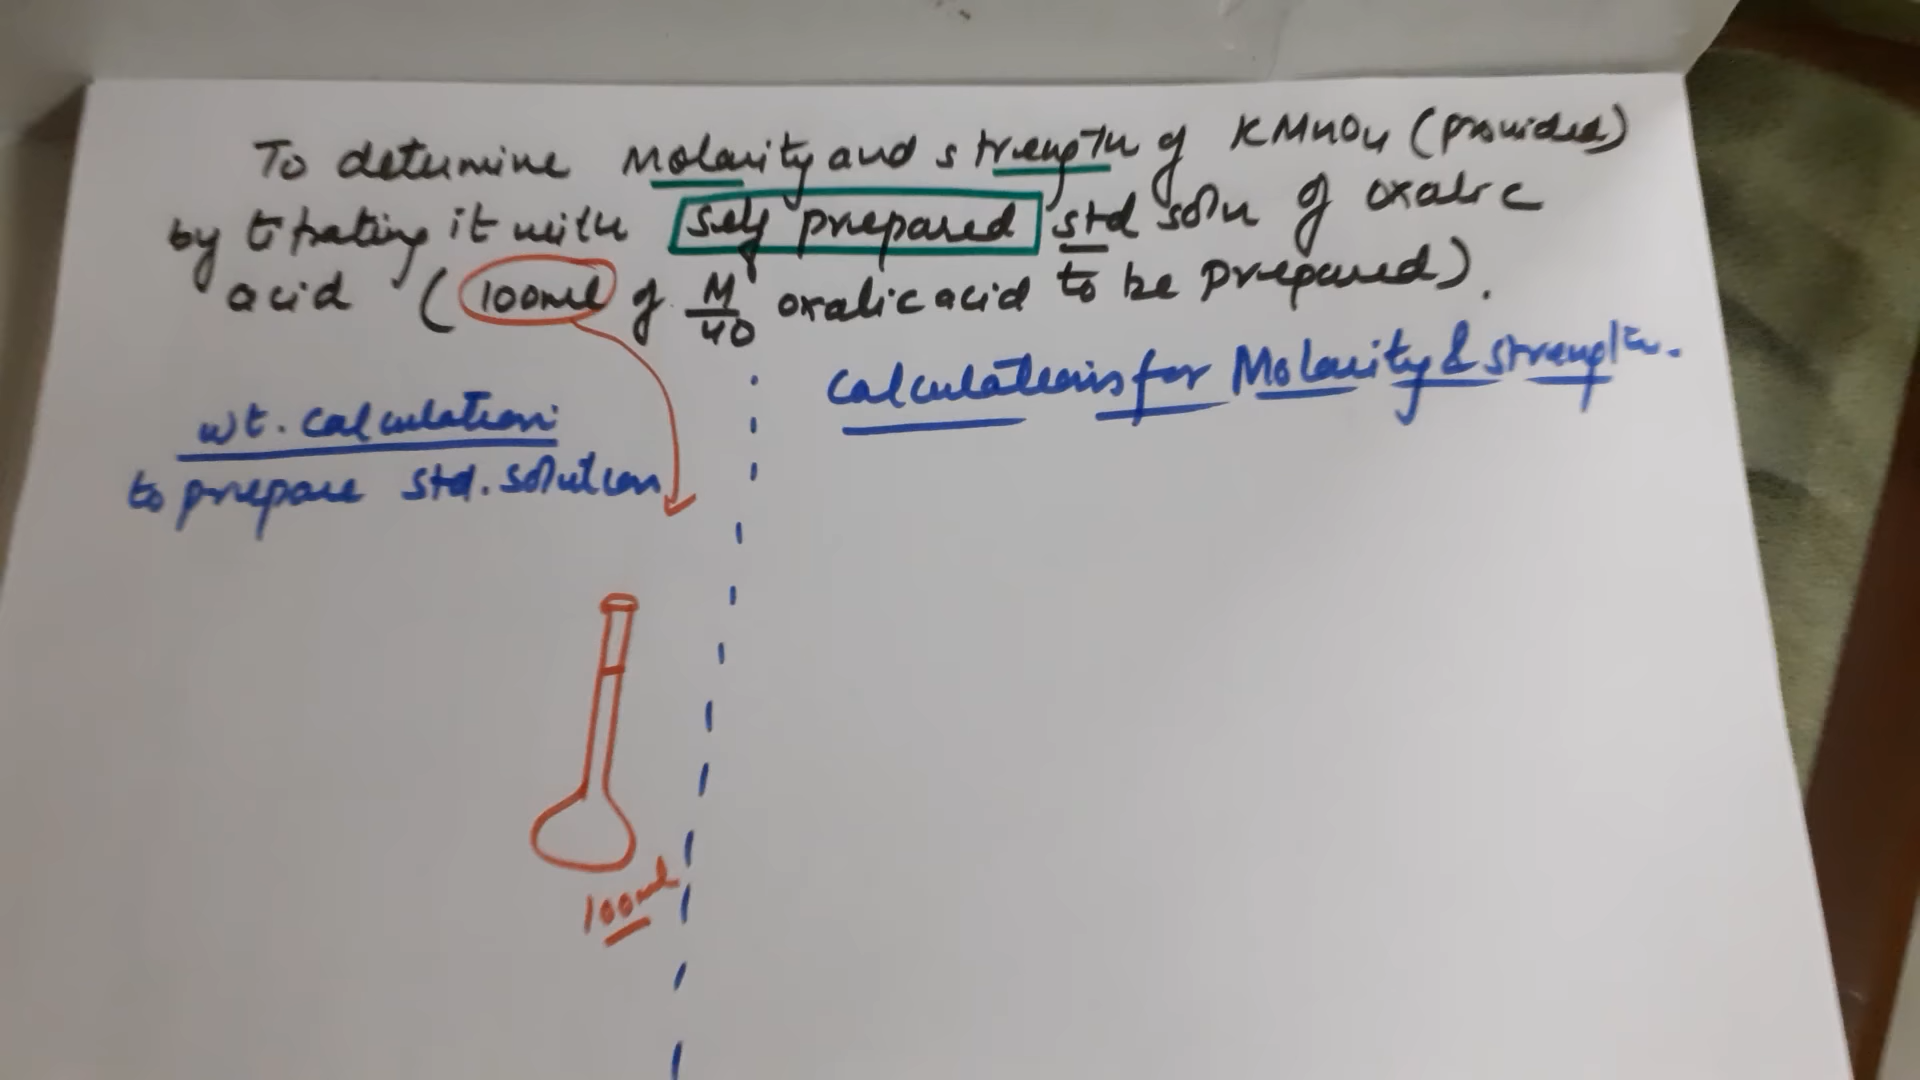 To determine Molarity and strength of KMnO4 (provided)
by titrating it with self prepared std soln of oxalic
acid (100ml of M/40 oxalic acid to be prepared).
wt. calculation
to prepare std. solution
Calculations for Molarity & strength.
100ml